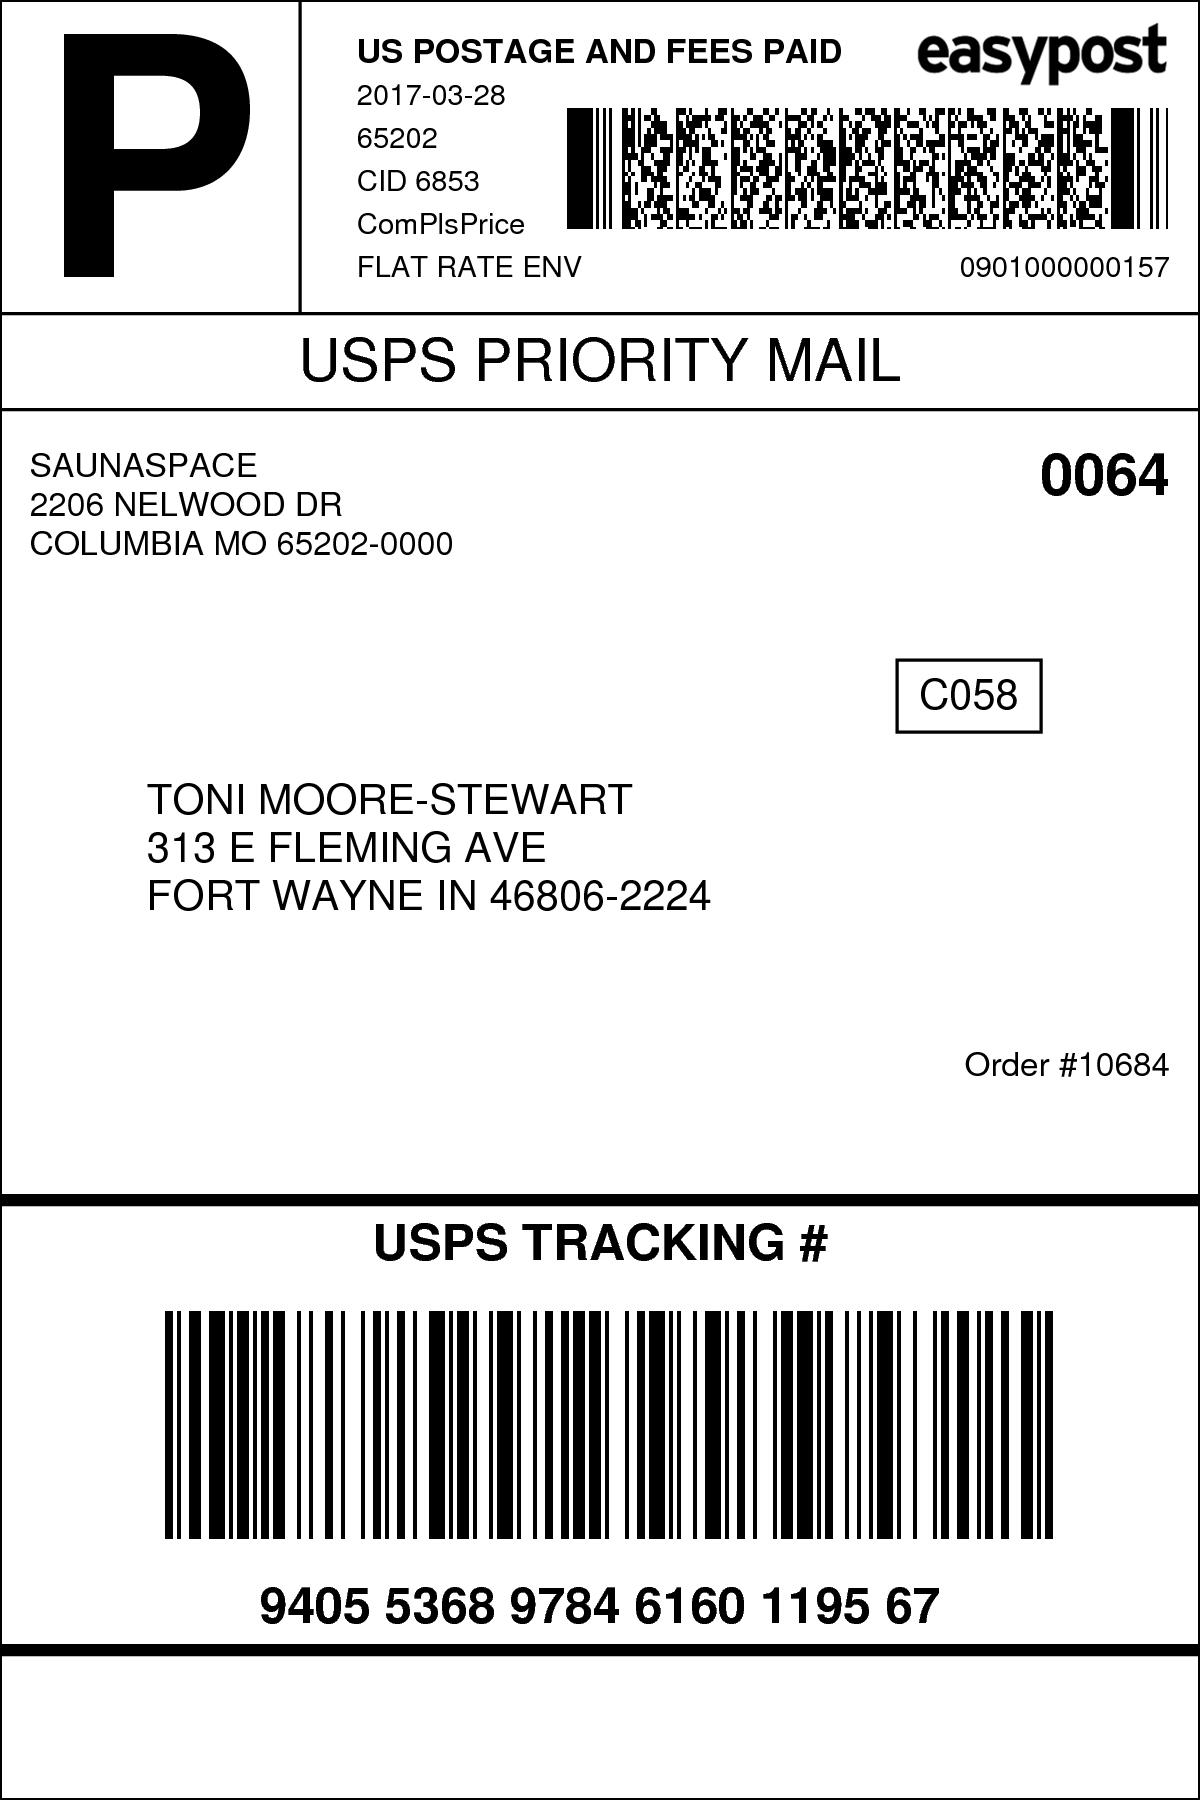 P
US POSTAGE AND FEES PAID
easypost
2017-03-28
65202
CID 6853
ComPlsPrice
FLAT RATE ENV
0901000000157
USPS PRIORITY MAIL
SAUNASPACE
2206 NELWOOD DR
COLUMBIA MO 65202-0000
0064
C058
TONI MOORE-STEWART
313 E FLEMING AVE
FORT WAYNE IN 46806-2224
Order #10684
USPS TRACKING #
9405 5368 9784 6160 1195 67